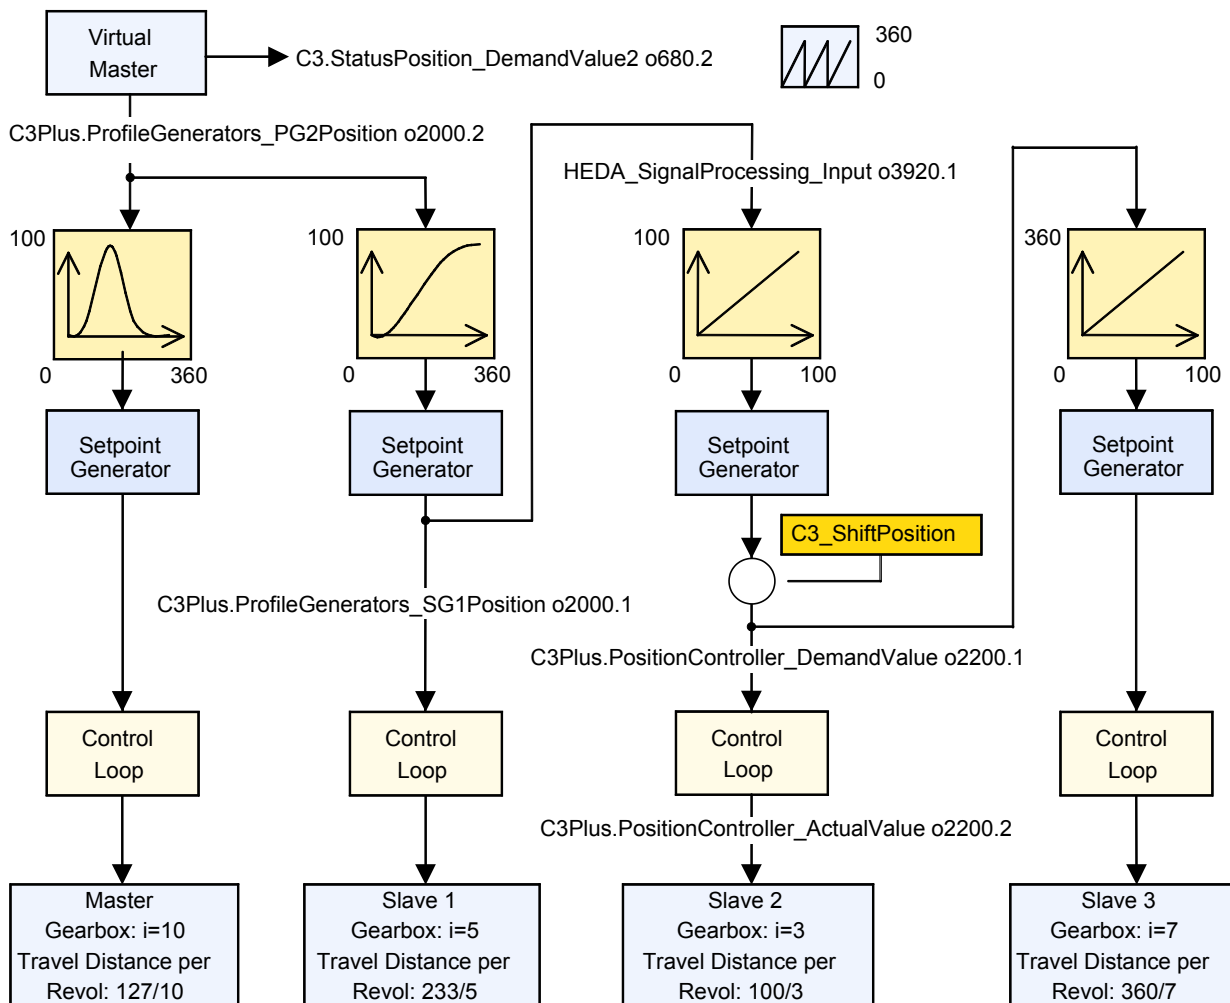 Virtual
Master
C3.StatusPosition_DemandValue2 o680.2
360
0
C3Plus.ProfileGenerators_PG2Position o2000.2
HEDA_SignalProcessing_Input o3920.1
100
0
360
100
0
360
100
0
100
360
0
100
Setpoint
Generator
Setpoint
Generator
Setpoint
Generator
Setpoint
Generator
C3_ShiftPosition
C3Plus.ProfileGenerators_SG1Position o2000.1
C3Plus.PositionController_DemandValue o2200.1
Control
Loop
Control
Loop
Control
Loop
Control
Loop
C3Plus.PositionController_ActualValue o2200.2
Master
Gearbox: i=10
Travel Distance per
Revol: 127/10
Slave 1
Gearbox: i=5
Travel Distance per
Revol: 233/5
Slave 2
Gearbox: i=3
Travel Distance per
Revol: 100/3
Slave 3
Gearbox: i=7
Travel Distance per
Revol: 360/7